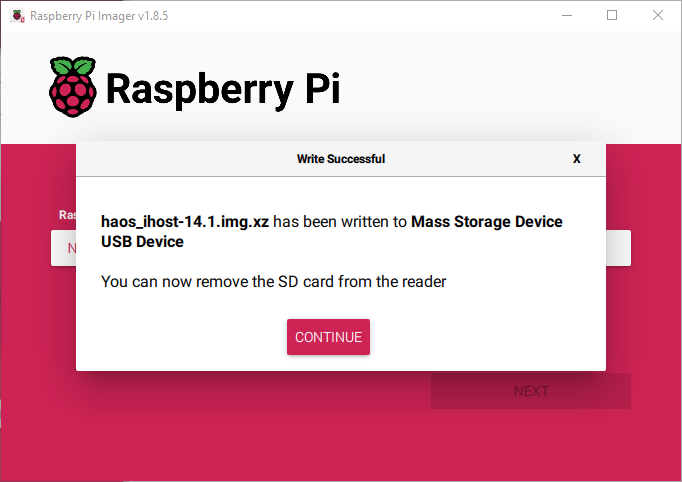 Raspberry Pi Imager v1.8.5
Raspberry Pi
Write Successful
X
Ras
N
haos_ihost-14.1.img.xz has been written to Mass Storage Device
USB Device
You can now remove the SD card from the reader
CONTINUE
NEXT